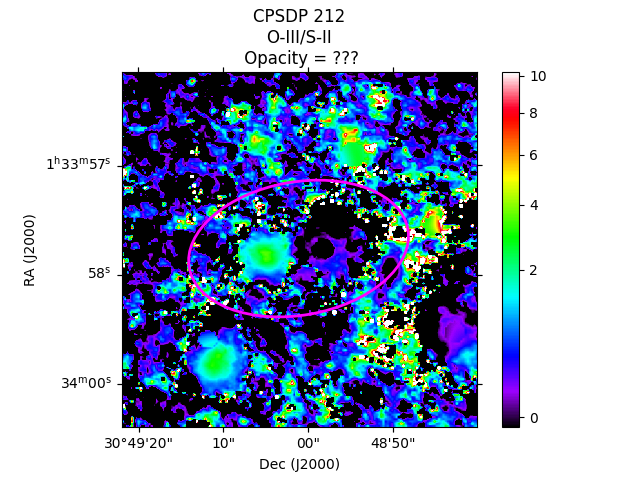 CPSDP 212
O-III/S-II
Opacity = ???
10
8
6
4
2
0
1ʰ33ᵐ57ˢ
58ˢ
34ᵐ00ˢ
RA (J2000)
30°49'20" 10" 00" 48'50"
Dec (J2000)